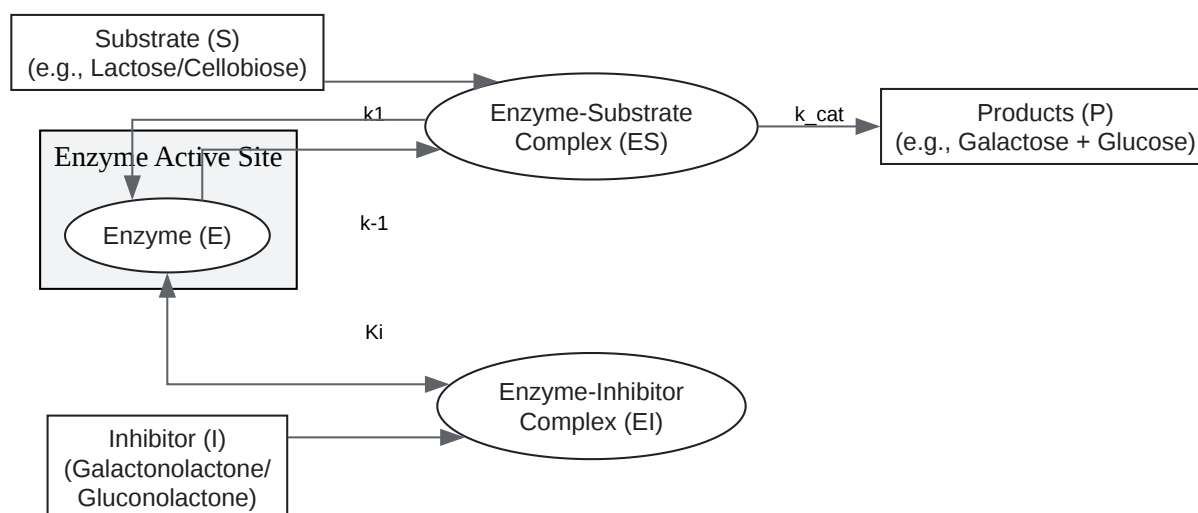 Substrate (S)
(e.g., Lactose/Cellobiose)
k1
Enzyme-Substrate
Complex (ES)
k_cat
Products (P)
(e.g., Galactose + Glucose)
Enzyme Active Site
Enzyme (E)
k-1
Ki
Enzyme-Inhibitor
Complex (EI)
Inhibitor (I)
(Galactonolactone/
Gluconolactone)